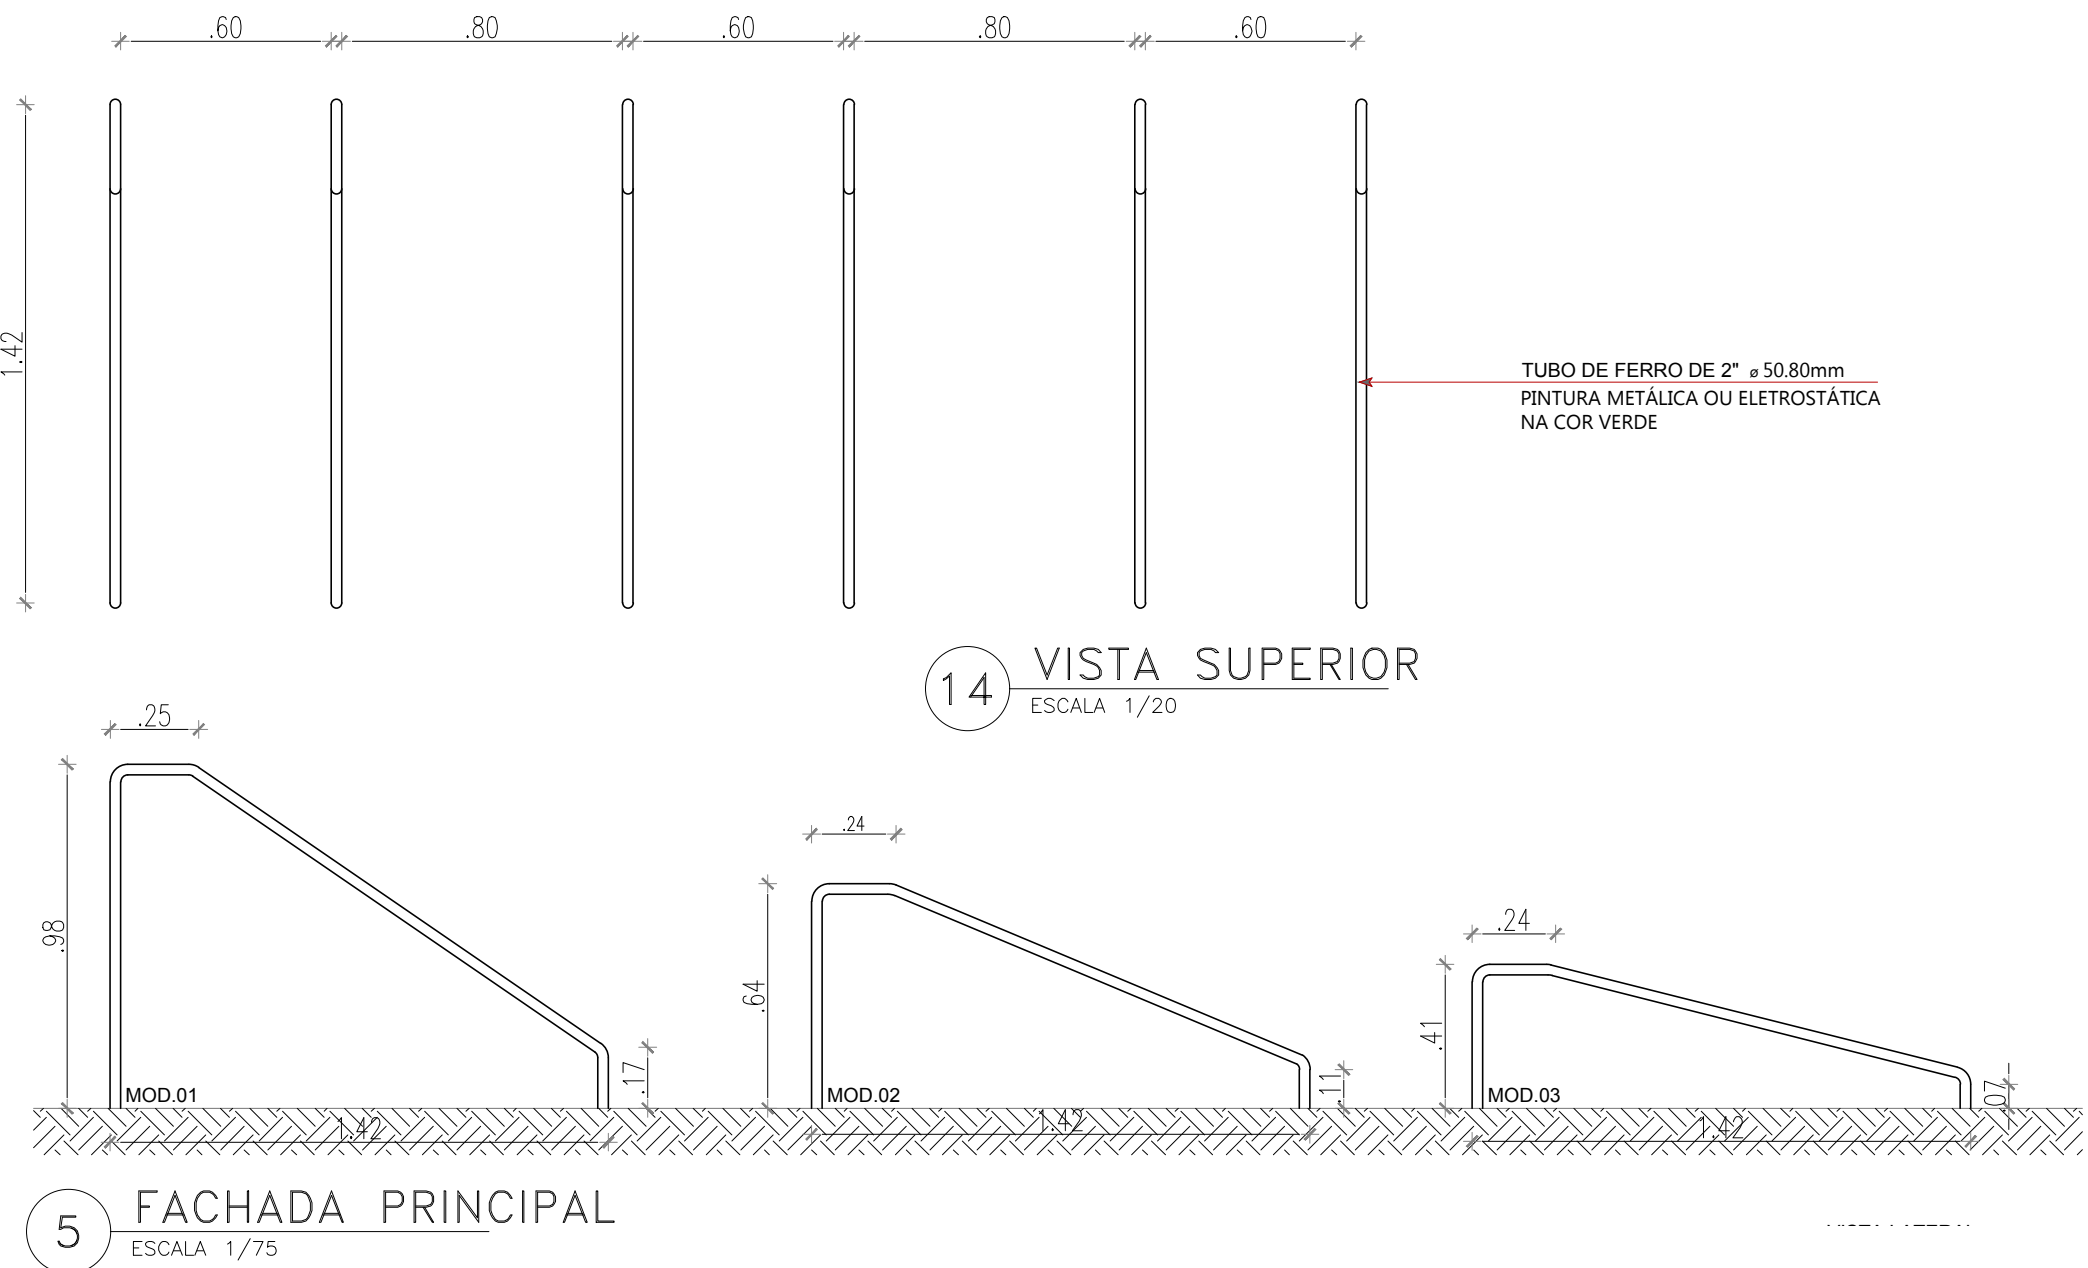 .60 .80 .60 .80 .60
1.42
TUBO DE FERRO DE 2" ø 50.80mm
PINTURA METÁLICA OU ELETROSTÁTICA
NA COR VERDE
14 VISTA SUPERIOR
ESCALA 1/20
.25
.24
.24
.98
.64
.41
.17
.11
.07
MOD.01 MOD.02 MOD.03
1.42 1.42 1.42
5 FACHADA PRINCIPAL
ESCALA 1/75